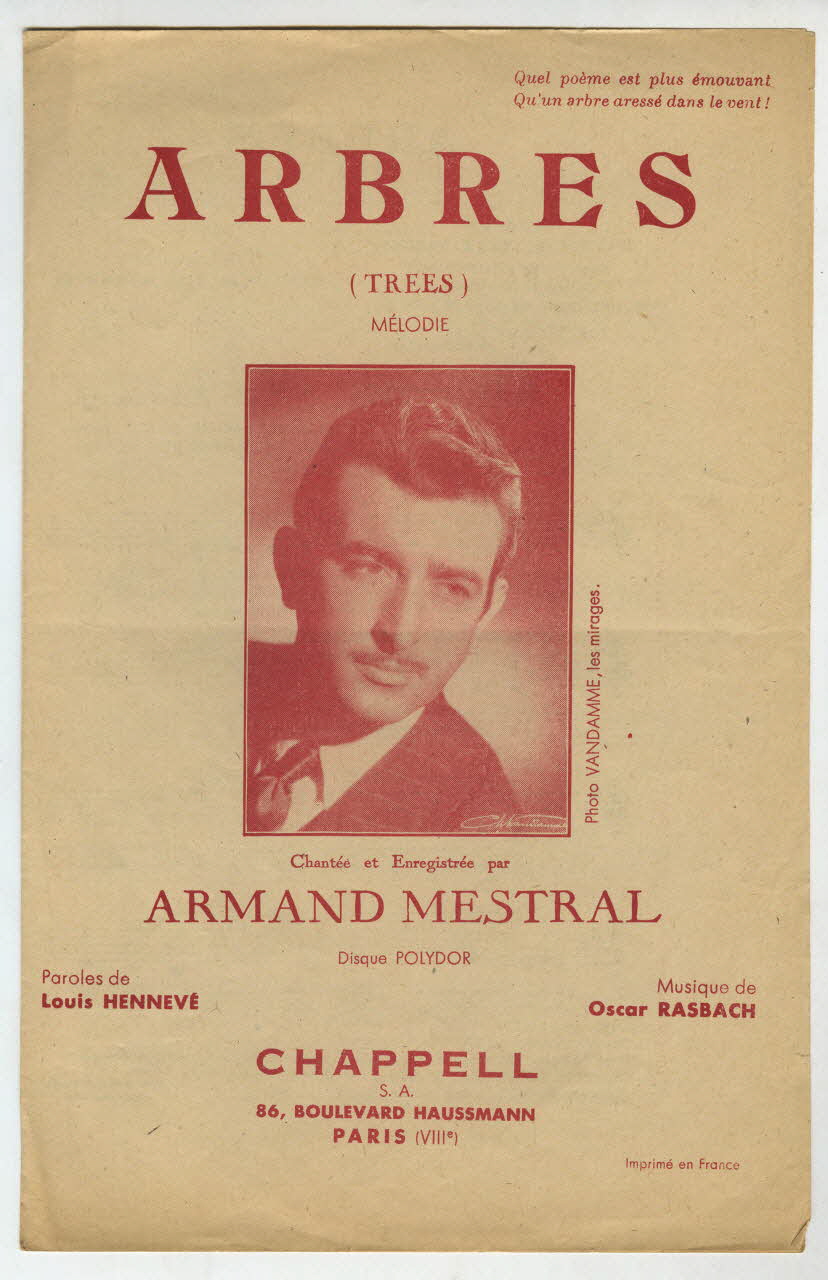 Quel poème est plus émouvant
Qu'un arbre aressé dans le vent !
ARBRES
(TREES)
MÉLODIE
Photo VANDAMME, les mirages.
Chantée et Enregistrée par
ARMAND MESTRAL
Disque POLYDOR
Paroles de
Louis HENNEVÉ
Musique de
Oscar RASBACH
CHAPPELL
S. A.
86, BOULEVARD HAUSSMANN
PARIS (VIIIe)
Imprimé en France